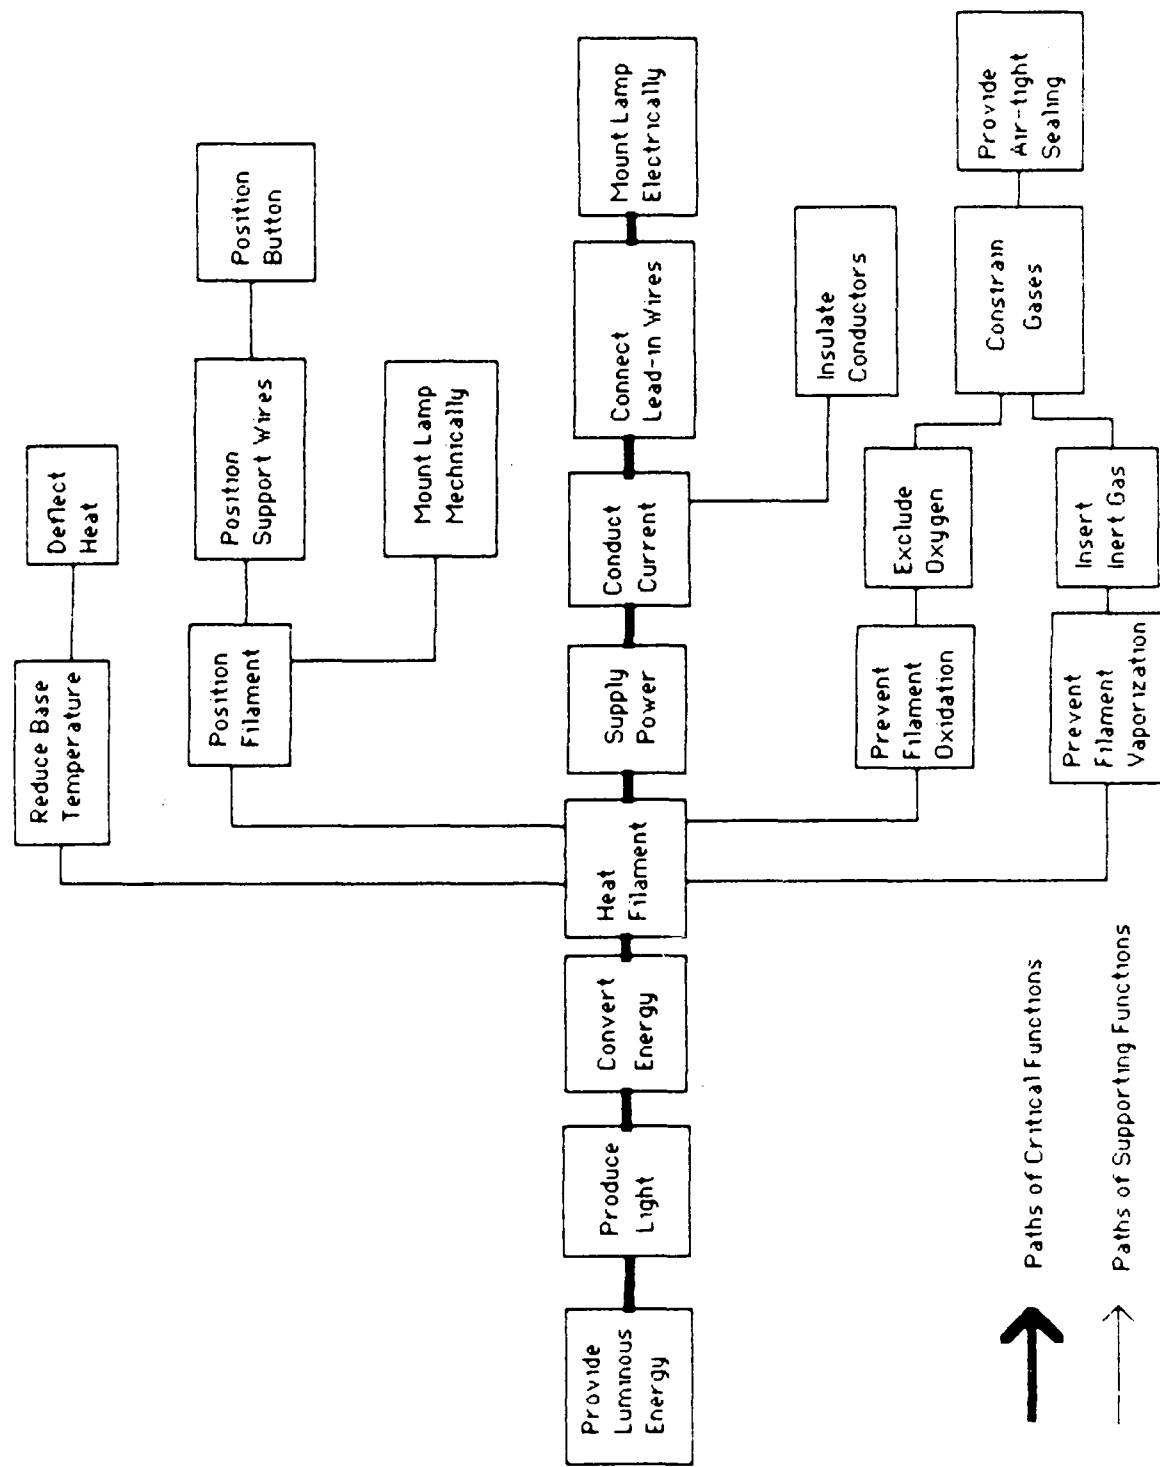 Reduce Base
Temperature
Deflect
Heat
Position
Filament
Position
Support Wires
Position
Button
Mount Lamp
Mechnically
Provide
Luminous
Energy
Produce
Light
Convert
Energy
Heat
Filament
Supply
Power
Conduct
Current
Connect
Lead-in Wires
Mount Lamp
Electrically
Insulate
Conductors
Prevent
Filament
Oxidation
Exclude
Oxygen
Constrain
Gases
Provide
Air-tight
Sealing
Prevent
Filament
Vaporization
Insert
Inert Gas
Paths of Critical Functions
Paths of Supporting Functions